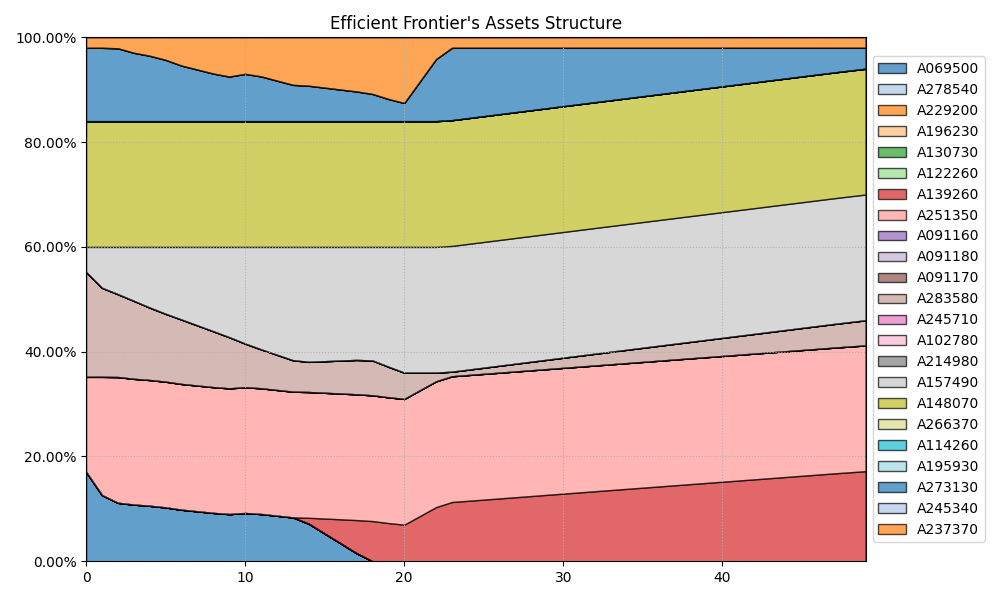 Efficient Frontier's Assets Structure
100.00%
80.00%
60.00%
40.00%
20.00%
0.00%
0
10
20
30
40
A069500
A278540
A229200
A196230
A130730
A122260
A139260
A251350
A091160
A091180
A091170
A283580
A245710
A102780
A214980
A157490
A148070
A266370
A114260
A195930
A273130
A245340
A237370